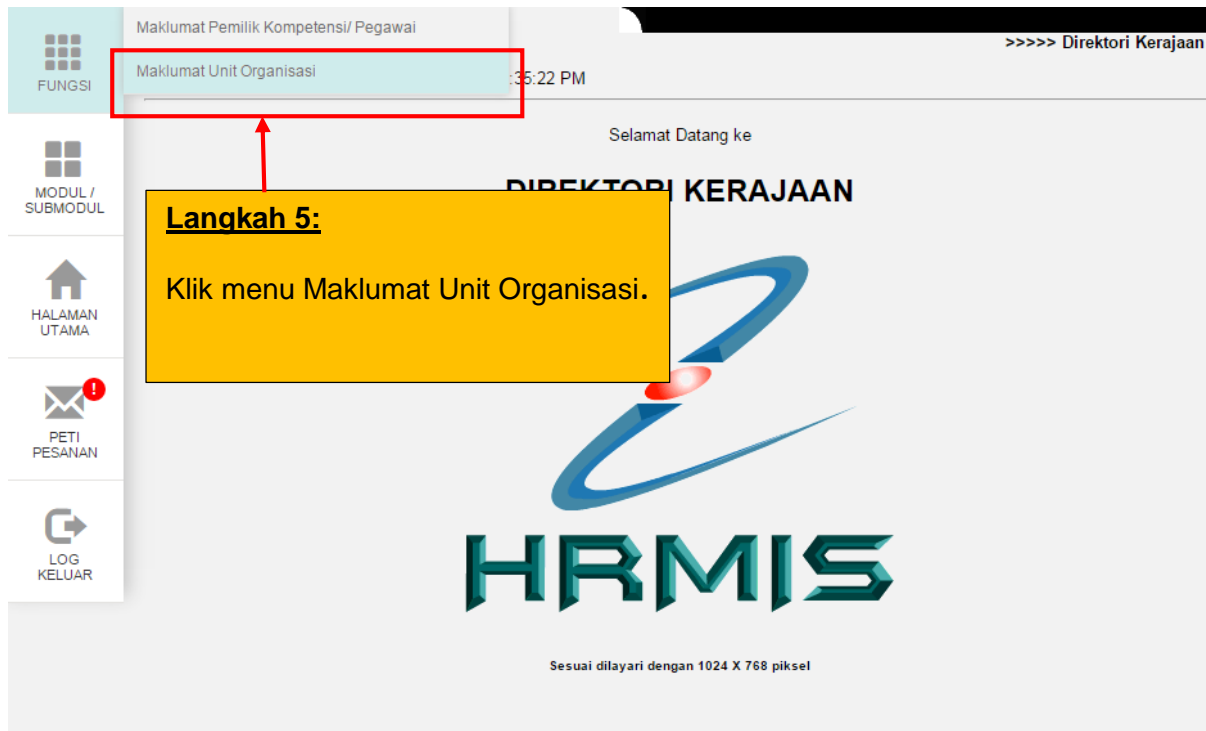 Maklumat Pemilik Kompetensi/ Pegawai
>>>>> Direktori Kerajaan
FUNGSI
Maklumat Unit Organisasi
:35:22 PM
Selamat Datang ke
DIREKTORI KERAJAAN
MODUL /
SUBMODUL
Langkah 5:
Klik menu Maklumat Unit Organisasi.
HALAMAN
UTAMA
!
PETI
PESANAN
LOG
KELUAR
HRMIS
Sesuai dilayari dengan 1024 X 768 piksel